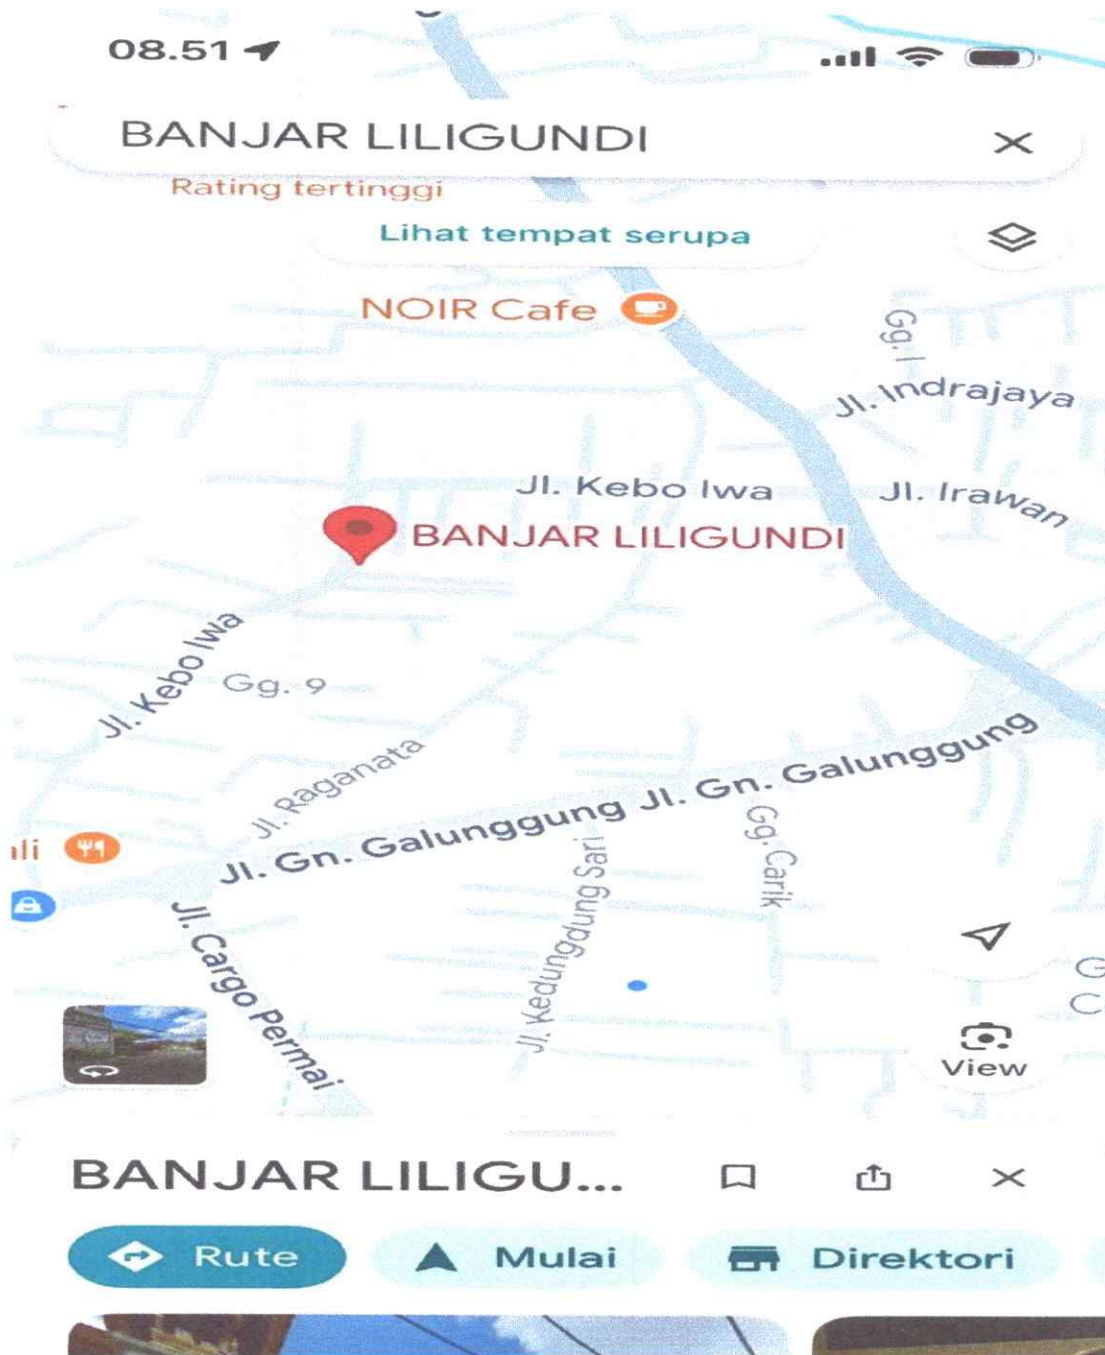 08.51
BANJAR LILIGUNDI
Rating tertinggi
Lihat tempat serupa
NOIR Cafe
Gg. I
Jl. Indrajaya
Jl. Kebo Iwa
Jl. Irawan
BANJAR LILIGUNDI
Jl. Kebo Iwa
Gg. 9
Jl. Raganata
Jl. Gn. Galunggung
Jl. Gn. Galunggung
Gg. Carik
Jl. Kedungdung Sari
Jl. Cargo Permai
View
BANJAR LILIGU...
Rute
Mulai
Direktori